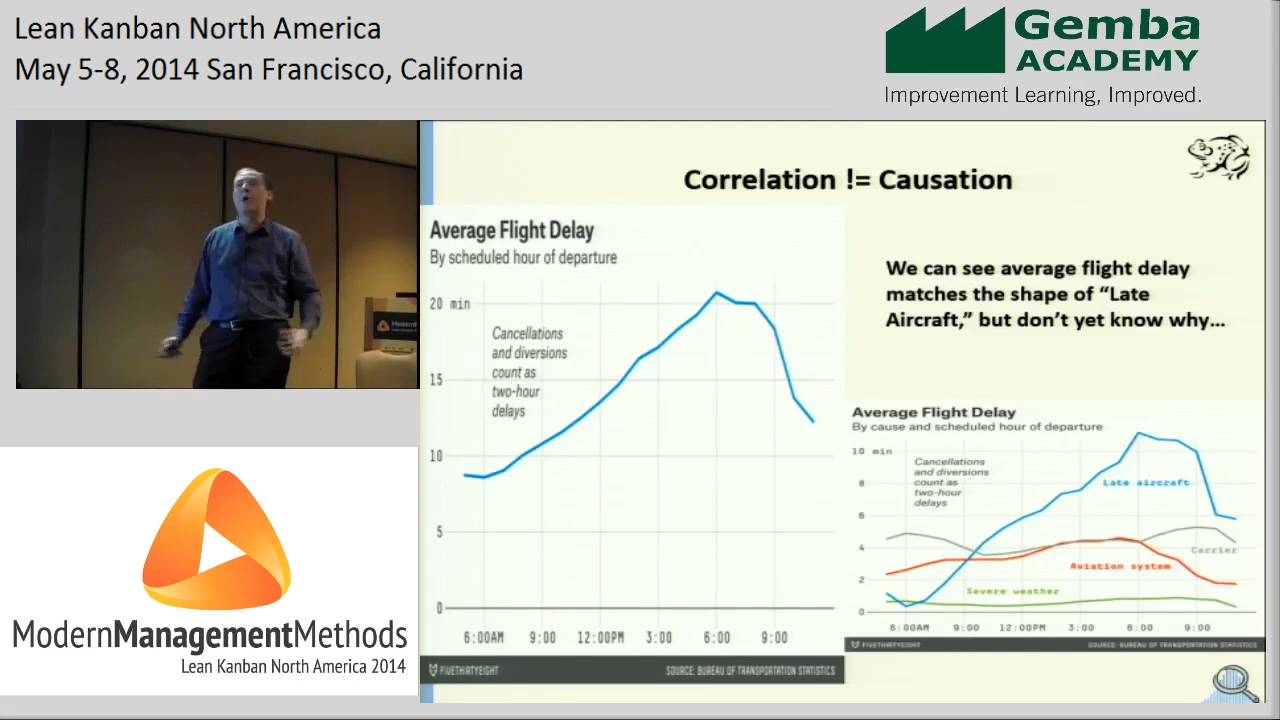 Lean Kanban North America
May 5-8, 2014 San Francisco, California
Gemba
ACADEMY
Improvement Learning, Improved.
Correlation != Causation
Average Flight Delay
By scheduled hour of departure
20 min
15
10
5
0
Cancellations
and diversions
count as
two-hour
delays
6:00AM 9:00 12:00PM 3:00 6:00 9:00
FIVETHIRTYEIGHT SOURCE: BUREAU OF TRANSPORTATION STATISTICS
We can see average flight delay
matches the shape of “Late
Aircraft,” but don’t yet know why...
Average Flight Delay
By cause and scheduled hour of departure
10 min
8
6
4
2
0
Cancellations
and diversions
count as
two-hour
delays
Late aircraft
Carrier
Aviation system
Severe weather
6:00AM 9:00 12:00PM 3:00 6:00 9:00
FIVETHIRTYEIGHT SOURCE: BUREAU OF TRANSPORTATION STATISTICS
ModernManagementMethods
Lean Kanban North America 2014